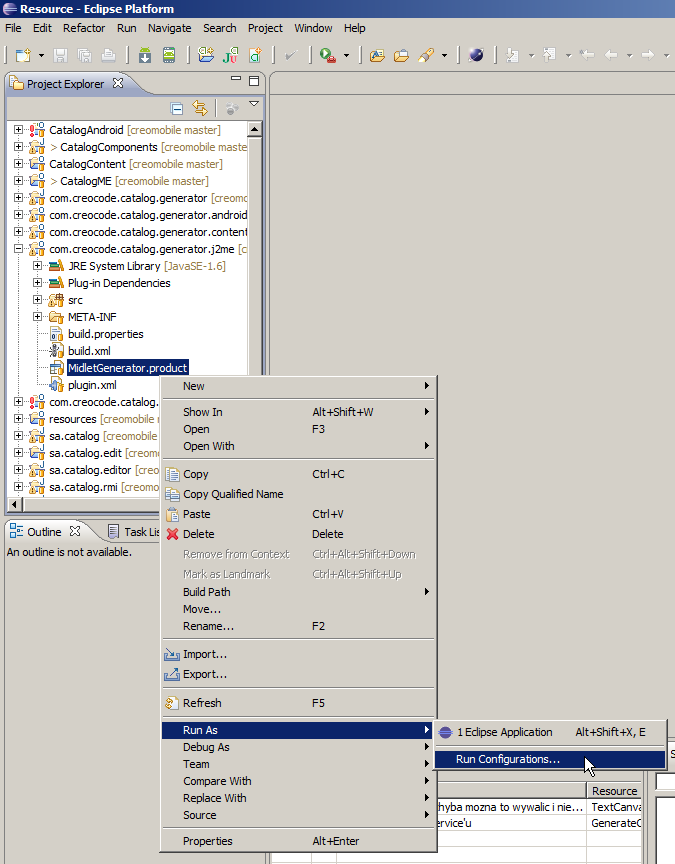 Resource - Eclipse Platform
File Edit Refactor Run Navigate Search Project Window Help
Project Explorer
CatalogAndroid [creomobile master]
> CatalogComponents [creomobile maste
CatalogContent [creomobile master]
> CatalogME [creomobile master]
com.creocode.catalog.generator [creomo
com.creocode.catalog.generator.android
com.creocode.catalog.generator.content
com.creocode.catalog.generator.j2me [c
JRE System Library [JavaSE-1.6]
Plug-in Dependencies
src
META-INF
build.properties
build.xml
MidletGenerator.product
plugin.xml
com.creocode.catalog.
resources [creomobile
sa.catalog [creomobile
sa.catalog.edit [creomo
sa.catalog.editor [creo
sa.catalog.rmi [creomo
Outline Task Lis
An outline is not available.
New
Show In Alt+Shift+W
Open F3
Open With
Copy Ctrl+C
Copy Qualified Name
Paste Ctrl+V
Delete Delete
Remove from Context Ctrl+Alt+Shift+Down
Mark as Landmark Ctrl+Alt+Shift+Up
Build Path
Move...
Rename... F2
Import...
Export...
Refresh F5
Run As
Debug As
Team
Compare With
Replace With
Source
Properties Alt+Enter
1 Eclipse Application Alt+Shift+X, E
Run Configurations...
Resource
hyba mozna to wywalic i nie... TextCanva
ervice'u GenerateC